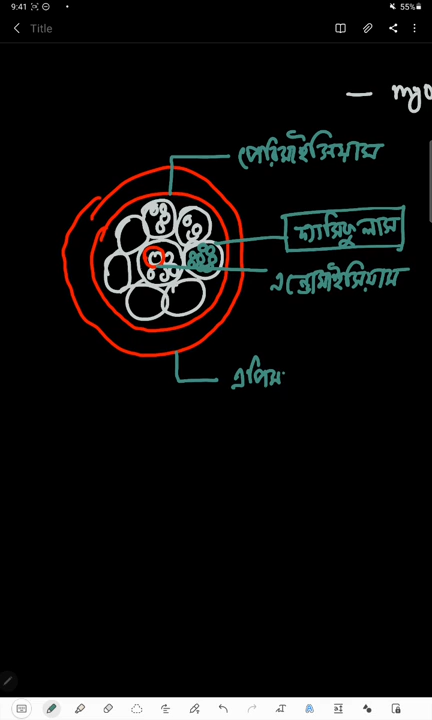 9:41
55%
Title
— myo
পেরিমাইসিয়াম
ফ্যাসিকুলাস
এন্ডোমাইসিয়াম
এপিম